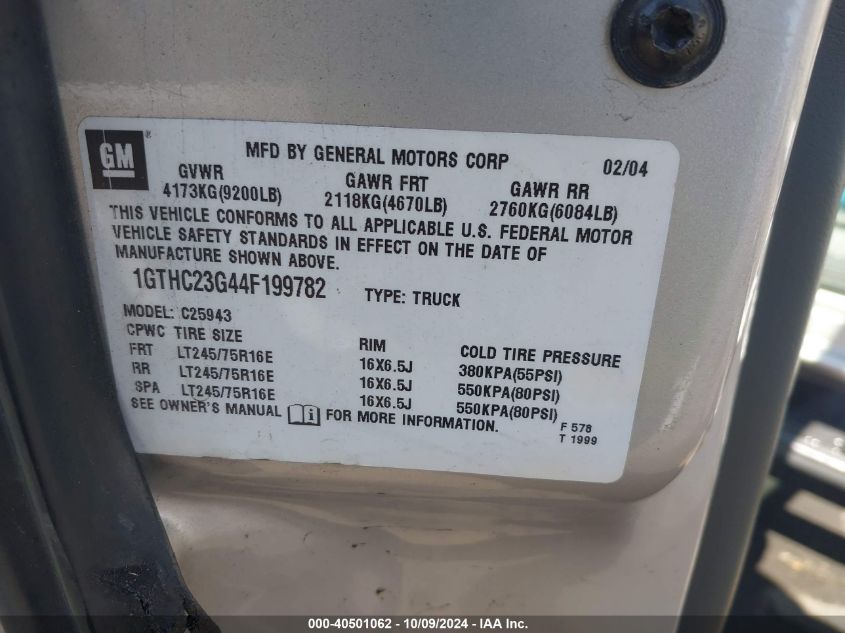 GM ®
MFD BY GENERAL MOTORS CORP 02/04
GVWR GAWR FRT GAWR RR
4173KG(9200LB) 2118KG(4670LB) 2760KG(6084LB)
THIS VEHICLE CONFORMS TO ALL APPLICABLE U.S. FEDERAL MOTOR
VEHICLE SAFETY STANDARDS IN EFFECT ON THE DATE OF
MANUFACTURE SHOWN ABOVE.
1GTHC23G44F199782 TYPE: TRUCK
MODEL: C25943
CPWC TIRE SIZE RIM COLD TIRE PRESSURE
FRT LT245/75R16E 16X6.5J 380KPA(55PSI)
RR LT245/75R16E 16X6.5J 550KPA(80PSI)
SPA LT245/75R16E 16X6.5J 550KPA(80PSI)
SEE OWNER'S MANUAL i FOR MORE INFORMATION.
F 578
T 1999
000-40501062 - 10/09/2024 - IAAI Inc.